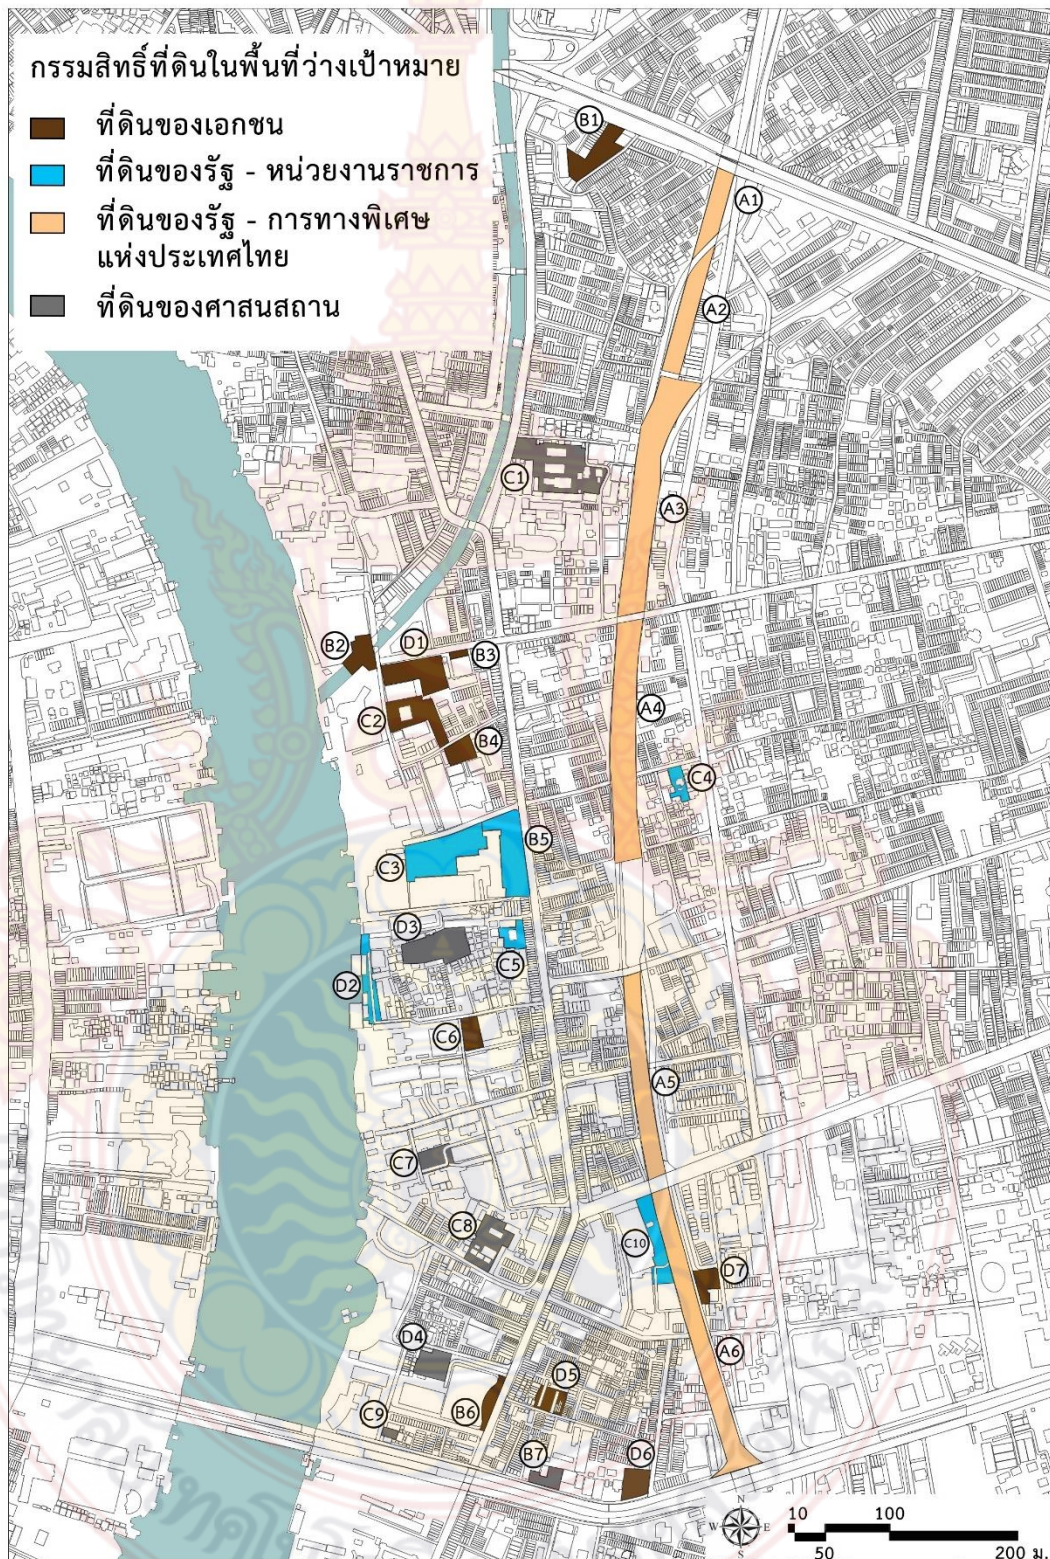 กรรมสิทธิ์ที่ดินในพื้นที่ว่างเป้าหมาย
ที่ดินของเอกชน
ที่ดินของรัฐ - หน่วยงานราชการ
ที่ดินของรัฐ - การทางพิเศษ
แห่งประเทศไทย
ที่ดินของศาสนสถาน
B1
A1
A2
C1
A3
B2
D1
B3
A4
C2
B4
C4
B5
C3
D3
C5
D2
C6
A5
C7
C8
C10
D7
D4
A6
D5
C9
B6
B7
D6
N
W
E
S
10 100
50 200 ม.